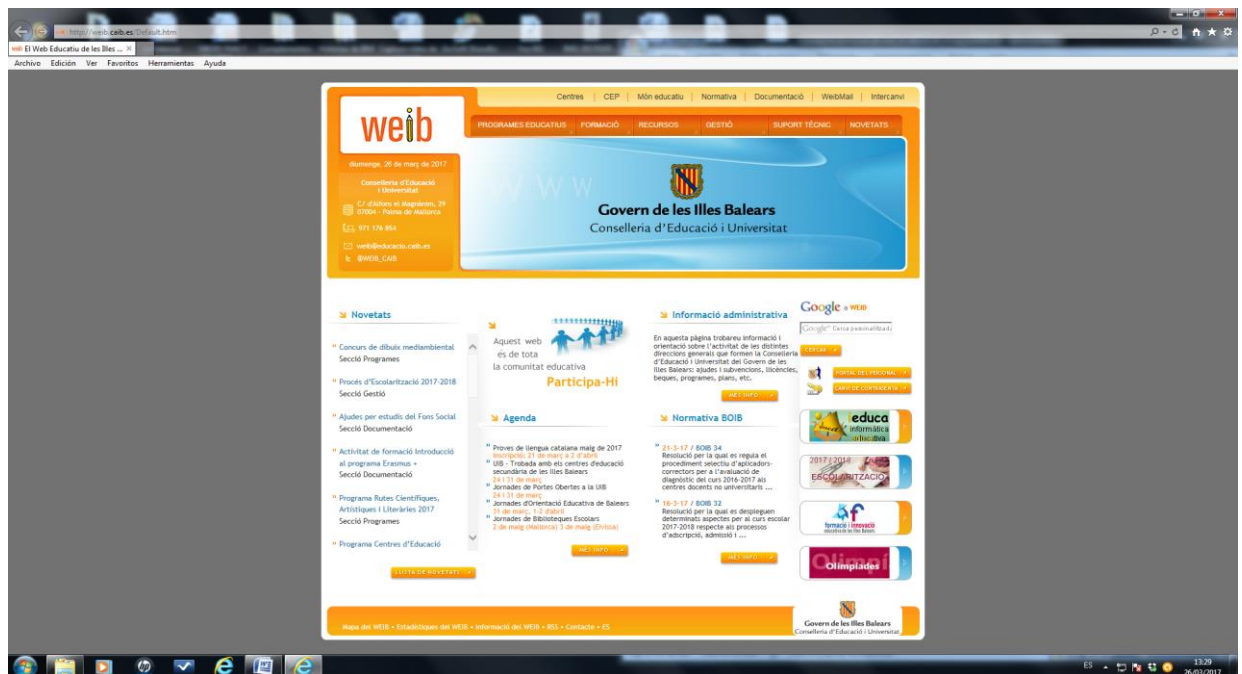 http://weib.caib.es/Default.htm
El Web Educatiu de les Illes ...
Archivo Edición Ver Favoritos Herramientas Ayuda
Centres | CEP | Món educatiu | Normativa | Documentació | WeibMail | Intercanvi
weib
PROGRAMES EDUCATIUS FORMACIÓ RECURSOS GESTIÓ SUPORT TÈCNIC NOVETATS
diumenge, 26 de març de 2017
Conselleria d'Educació
i Universitat
C/ d'Alfons el Magnànim, 29
07004 - Palma de Mallorca
971 176 854
weib@educacio.caib.es
@WEIB_CAIB
WWW
Govern de les Illes Balears
Conselleria d'Educació i Universitat
Novetats
Concurs de dibuix mediambiental
Secció Programes
Procés d'Escolarització 2017-2018
Secció Gestió
Ajudes per estudis del Fons Social
Secció Documentació
Activitat de formació Introducció
al programa Erasmus +
Secció Documentació
Programa Rutes Científiques,
Artístiques i Literàries 2017
Secció Programes
Programa Centres d'Educació
LLISTA DE NOVETATS
Aquest web
és de tota
la comunitat educativa
Participa-Hi
Agenda
Proves de llengua catalana maig de 2017
Inscripció: 21 de març a 2 d'abril
UIB - Trobada amb els centres d'educació
secundària de les Illes Balears
24 i 31 de març
Jornades de Portes Obertes a la UIB
24 i 31 de març
Jornades d'Orientació Educativa de Balears
31 de març, 1-2 d'abril
Jornades de Biblioteques Escolars
2 de maig (Mallorca) 3 de maig (Eivissa)
MÉS INFO
Informació administrativa
En aquesta pàgina trobareu informació i
orientació sobre l'activitat de les distintes
direccions generals que formen la Conselleria
d'Educació i Universitat del Govern de les
Illes Balears: ajudes i subvencions, llicències,
beques, programes, plans, etc.
MÉS INFO
Normativa BOIB
21-3-17 / BOIB 34
Resolució per la qual es regula el
procediment selectiu d'aplicadors-
correctors per a l'avaluació de
diagnòstic del curs 2016-2017 als
centres docents no universitaris ...
16-3-17 / BOIB 32
Resolució per la qual es despleguen
determinats aspectes per al curs escolar
2017-2018 respecte als processos
d'adscripció, admissió i ...
MÉS INFO
Google + WEIB
Google™ Cerca personalitzada
CERCAR
PORTAL DEL PERSONAL
CANVI DE CONTRASENYA
educa
informàtica
educativa
2017 / 2018
ESCOLARITZACIÓ
formació i innovació
educativa de les Illes Balears
Olimpíades
Mapa del WEIB • Estadístiques del WEIB • Informació del WEIB • RSS • Contacte • ES
Govern de les Illes Balears
Conselleria d'Educació i Universitat
ES
13:29
26/03/2017